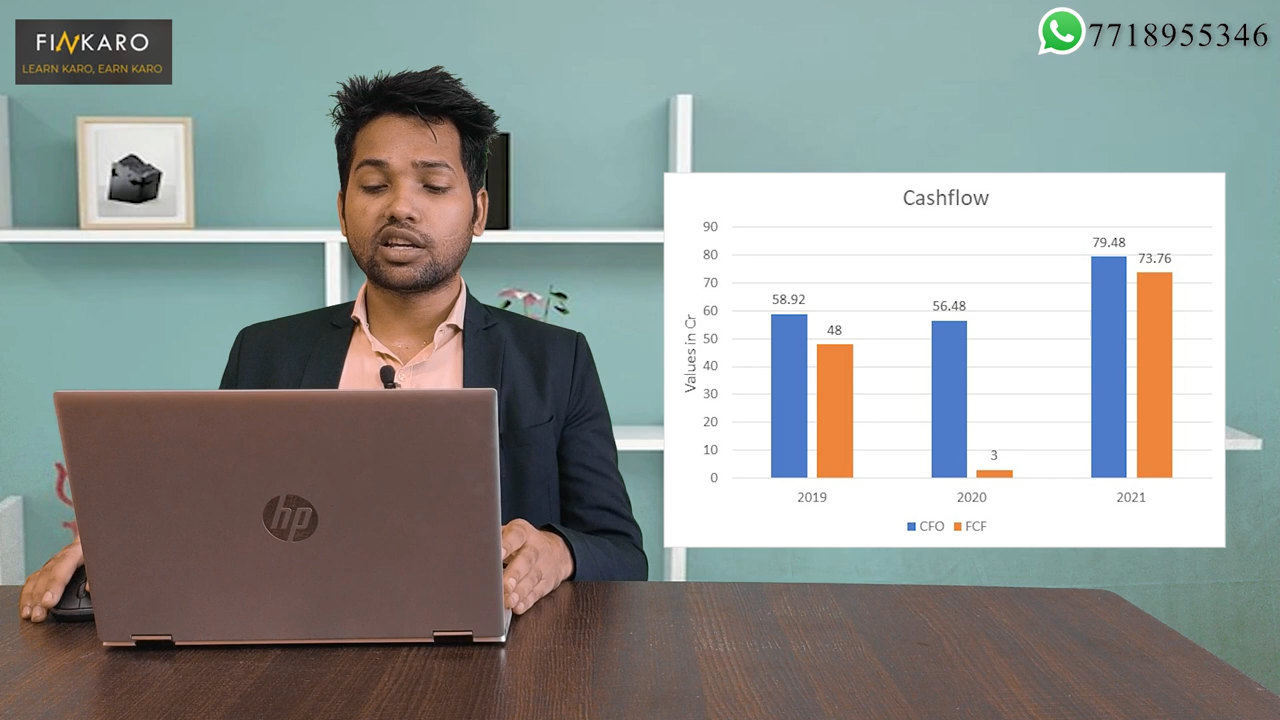 FINKARO
LEARN KARO, EARN KARO
7718955346
Cashflow
Values in Cr
90
80
70
60
50
40
30
20
10
0
58.92
48
56.48
3
79.48
73.76
2019
2020
2021
CFO
FCF
hp